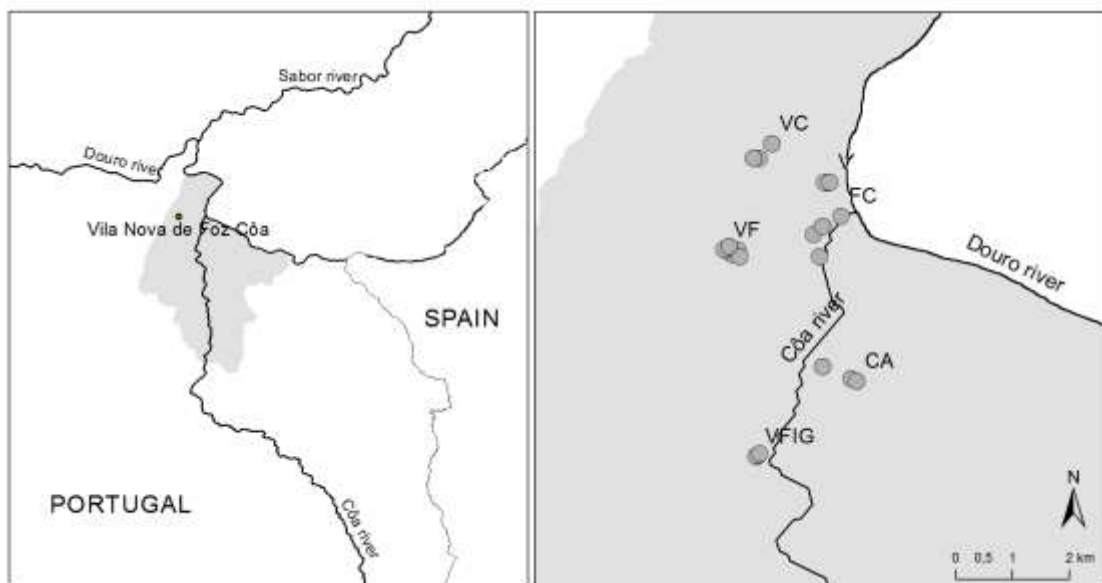 Sabor river
Douro river
Vila Nova de Foz Côa
SPAIN
PORTUGAL
Côa river
VC
FC
VF
Douro river
Côa river
CA
VFIG
N
0 0,5 1 2 km